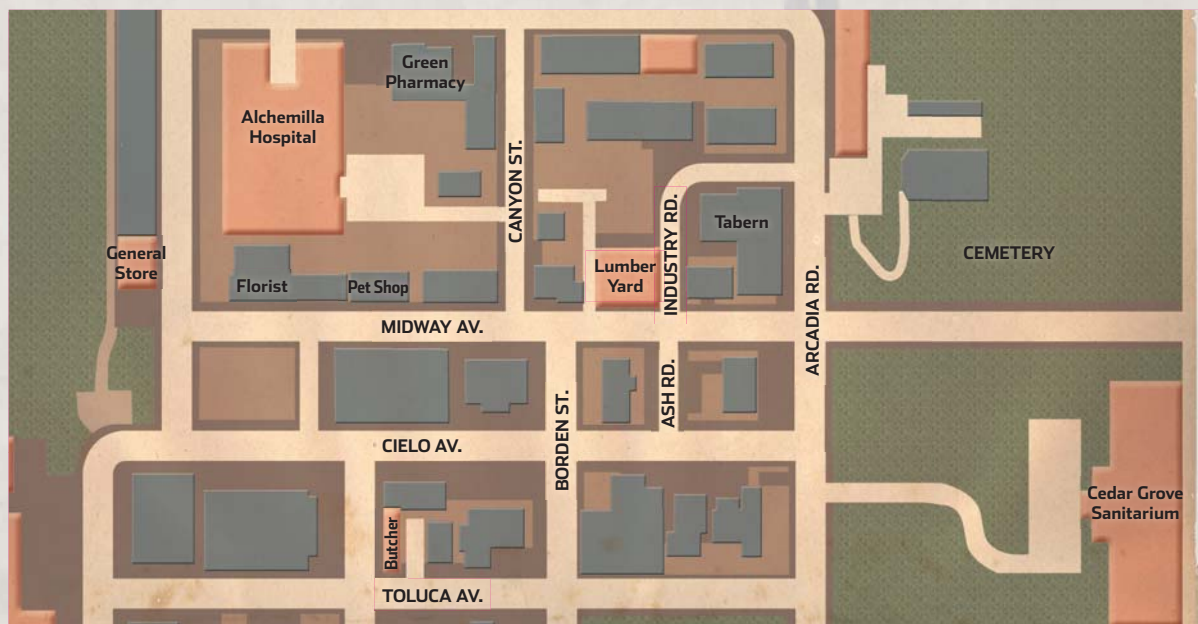 Green
Pharmacy
Alchemilla
Hospital
CANYON ST.
INDUSTRY RD.
Tabern
General
Store
Lumber
Yard
CEMETERY
Florist
Pet Shop
MIDWAY AV.
ARCADIA RD.
ASH RD.
BORDEN ST.
CIELO AV.
Cedar Grove
Sanitarium
Butcher
TOLUCA AV.